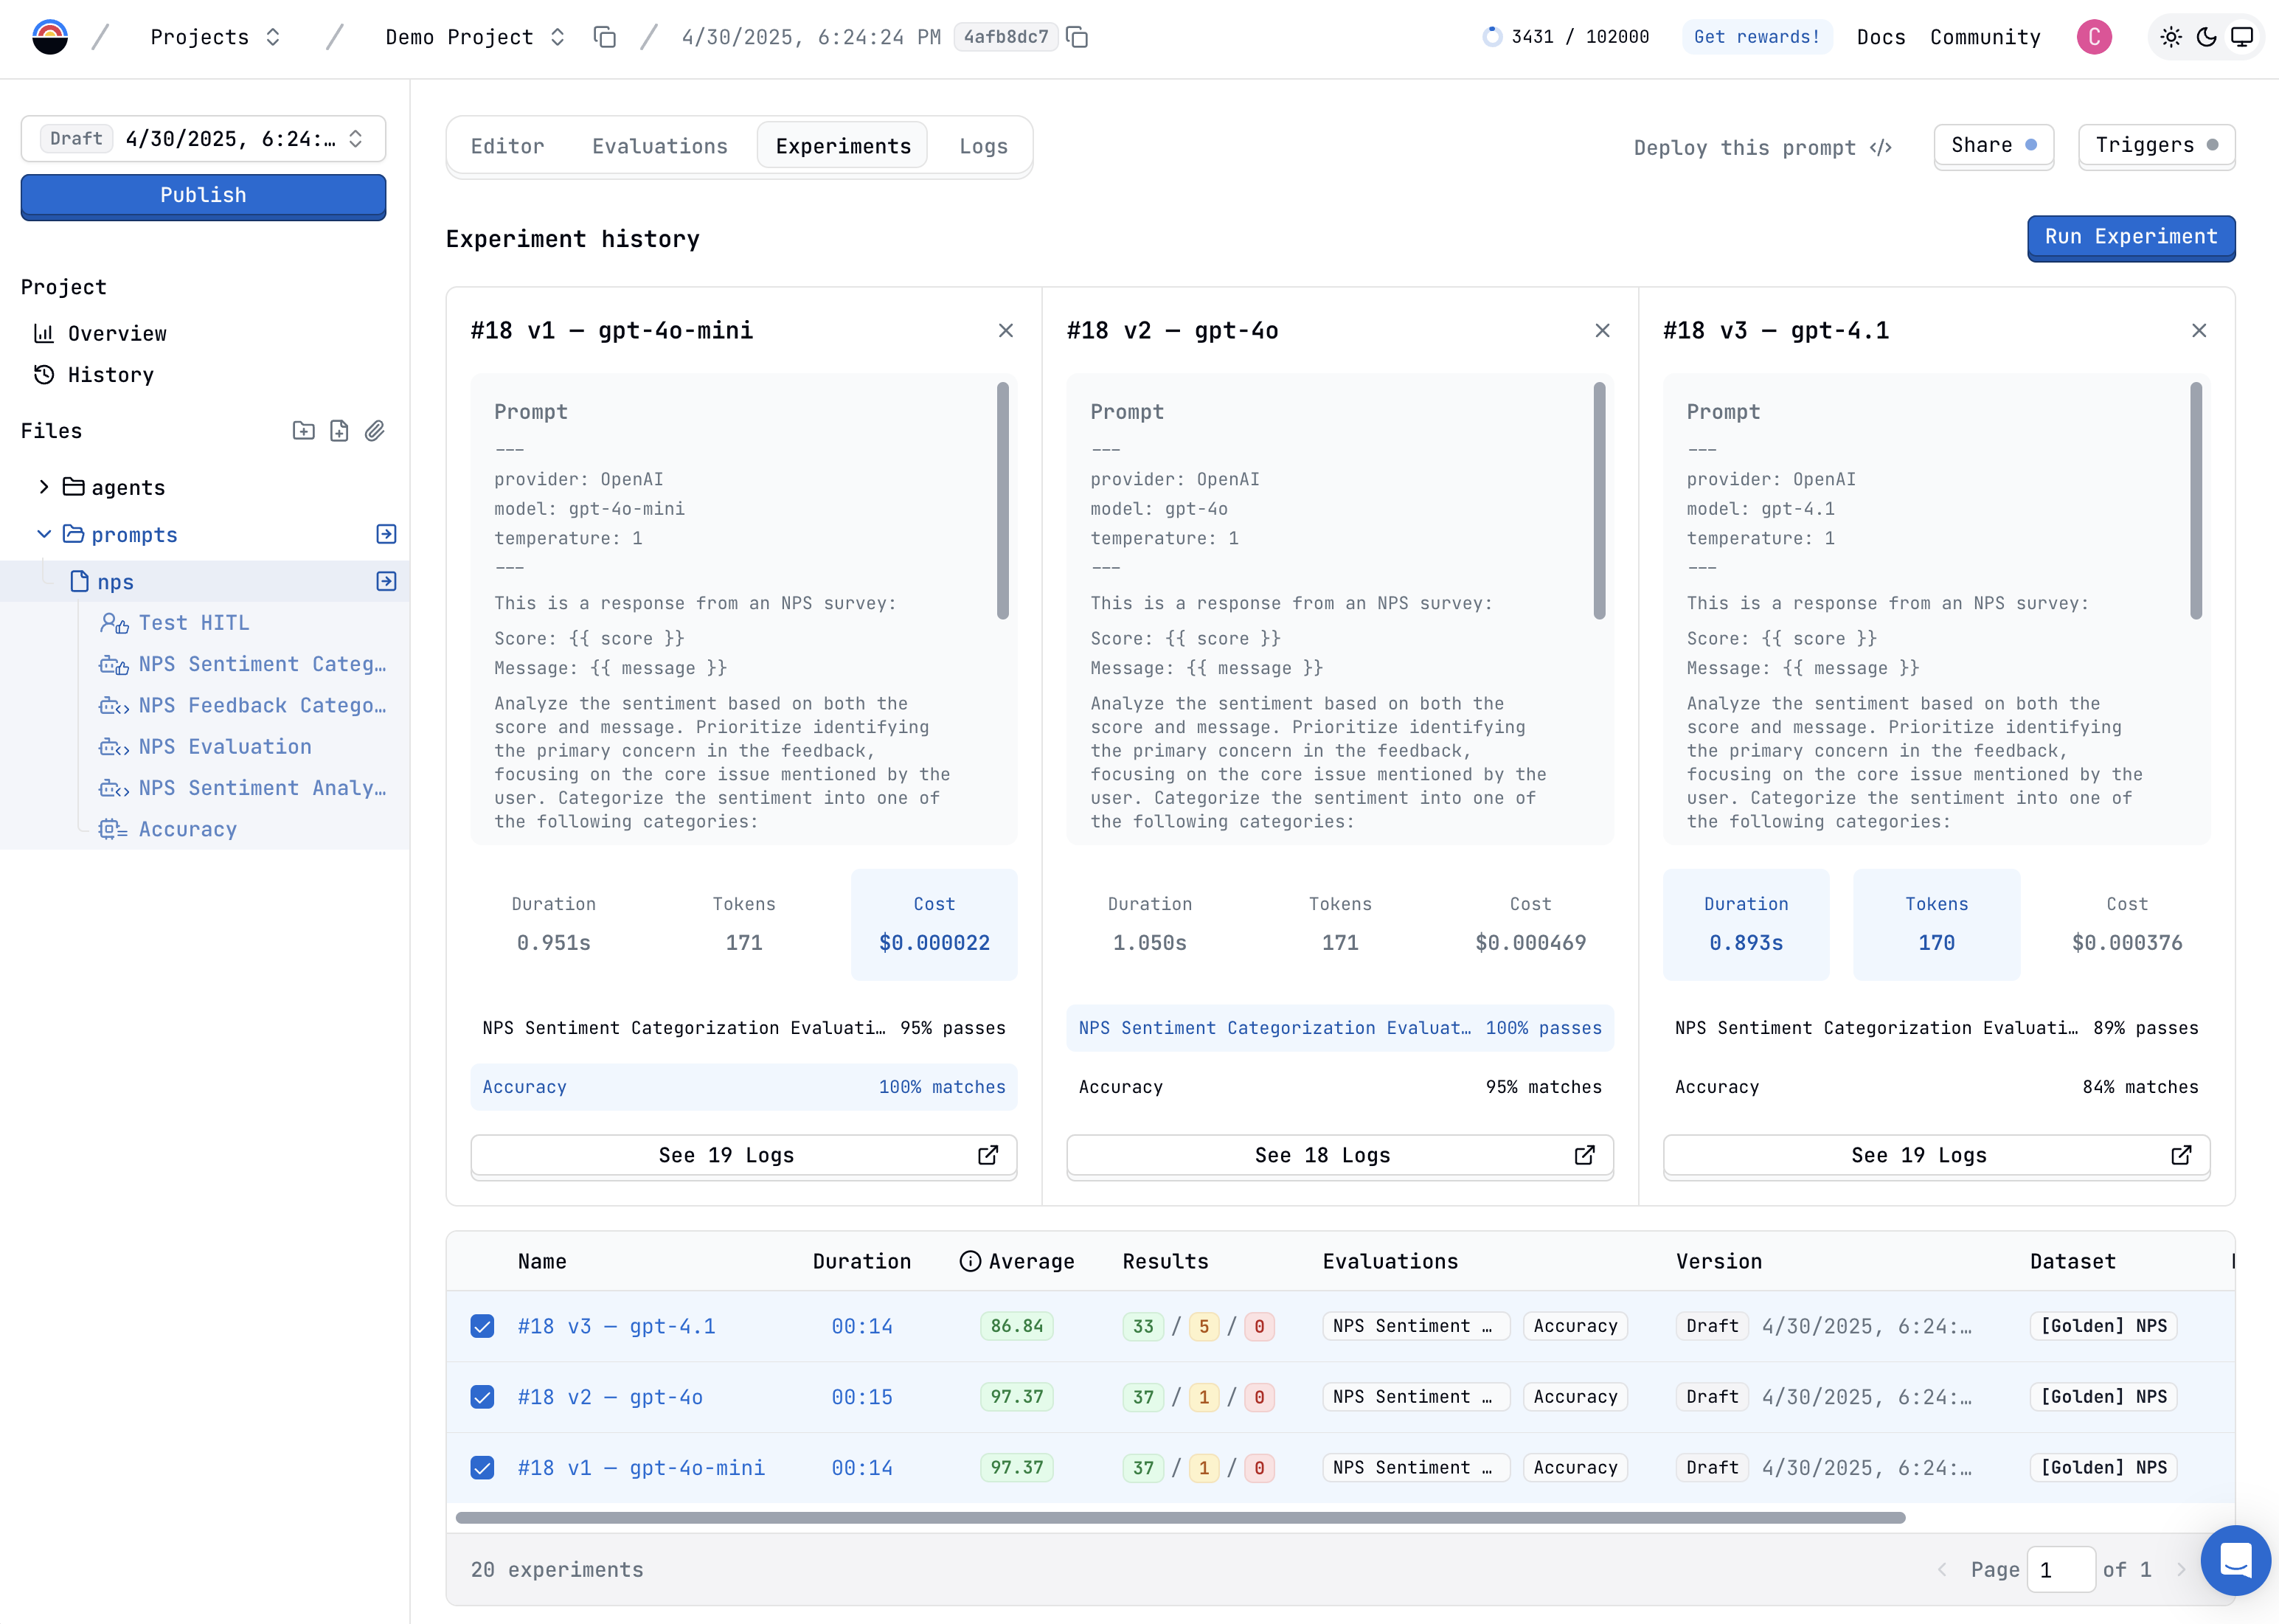 Projects
Demo Project
4/30/2025, 6:24:24 PM 4afb8dc7
3431 / 102000
Get rewards!
Docs
Community
C
Draft 4/30/2025, 6:24:…
Publish
Project
Overview
History
Files
agents
prompts
nps
Test HITL
NPS Sentiment Categ…
NPS Feedback Catego…
NPS Evaluation
NPS Sentiment Analy…
Accuracy
Editor Evaluations Experiments Logs
Deploy this prompt
Share
Triggers
Experiment history
Run Experiment
#18 v1 – gpt-4o-mini
Prompt
---
provider: OpenAI
model: gpt-4o-mini
temperature: 1
---
This is a response from an NPS survey:
Score: {{ score }}
Message: {{ message }}
Analyze the sentiment based on both the
score and message. Prioritize identifying
the primary concern in the feedback,
focusing on the core issue mentioned by the
user. Categorize the sentiment into one of
the following categories:
Duration Tokens Cost
0.951s 171 $0.000022
NPS Sentiment Categorization Evaluati… 95% passes
Accuracy 100% matches
See 19 Logs
#18 v2 – gpt-4o
Prompt
---
provider: OpenAI
model: gpt-4o
temperature: 1
---
This is a response from an NPS survey:
Score: {{ score }}
Message: {{ message }}
Analyze the sentiment based on both the
score and message. Prioritize identifying
the primary concern in the feedback,
focusing on the core issue mentioned by the
user. Categorize the sentiment into one of
the following categories:
Duration Tokens Cost
1.050s 171 $0.000469
NPS Sentiment Categorization Evaluat… 100% passes
Accuracy 95% matches
See 18 Logs
#18 v3 – gpt-4.1
Prompt
---
provider: OpenAI
model: gpt-4.1
temperature: 1
---
This is a response from an NPS survey:
Score: {{ score }}
Message: {{ message }}
Analyze the sentiment based on both the
score and message. Prioritize identifying
the primary concern in the feedback,
focusing on the core issue mentioned by the
user. Categorize the sentiment into one of
the following categories:
Duration Tokens Cost
0.893s 170 $0.000376
NPS Sentiment Categorization Evaluati… 89% passes
Accuracy 84% matches
See 19 Logs
Name Duration Average Results Evaluations Version Dataset
#18 v3 – gpt-4.1 00:14 86.84 33 / 5 / 0 NPS Sentiment … Accuracy Draft 4/30/2025, 6:24:… [Golden] NPS
#18 v2 – gpt-4o 00:15 97.37 37 / 1 / 0 NPS Sentiment … Accuracy Draft 4/30/2025, 6:24:… [Golden] NPS
#18 v1 – gpt-4o-mini 00:14 97.37 37 / 1 / 0 NPS Sentiment … Accuracy Draft 4/30/2025, 6:24:… [Golden] NPS
20 experiments
Page 1 of 1